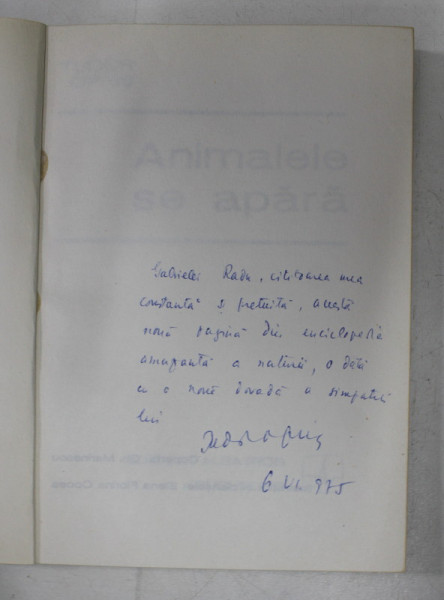 Animalele
se apără
Gabrielei Radu, cititoarea mea
constantă și prețuită, această
nouă pagină din enciclopedia
amuzantă a naturii, o dată
cu o nouă dovadă a simpatiei
lui
6 VI 975